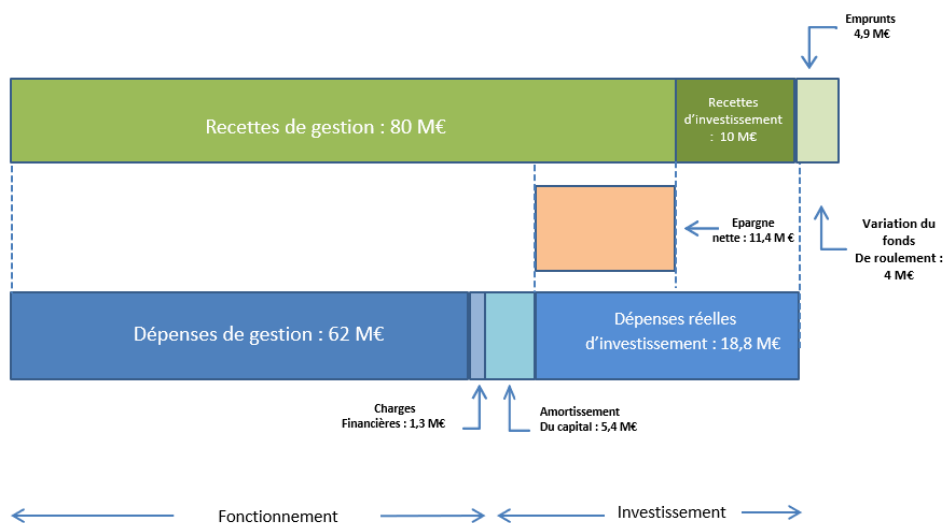 Emprunts
4,9 M€
Recettes de gestion : 80 M€
Recettes
d'investissement
: 10 M€
Epargne
nette : 11,4 M €
Variation du
fonds
De roulement :
4 M€
Dépenses de gestion : 62 M€
Dépenses réelles
d'investissement : 18,8 M€
Charges
Financières : 1,3 M€
Amortissement
Du capital : 5,4 M€
Fonctionnement
Investissement